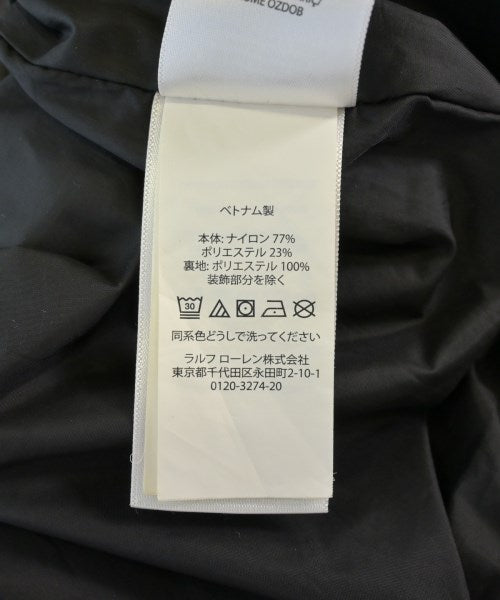 OME OZDOB
ベトナム製
本体: ナイロン 77%
ポリエステル 23%
裏地: ポリエステル 100%
装飾部分を除く
30
同系色どうしで洗ってください
ラルフ ローレン株式会社
東京都千代田区永田町2-10-1
0120-3274-20